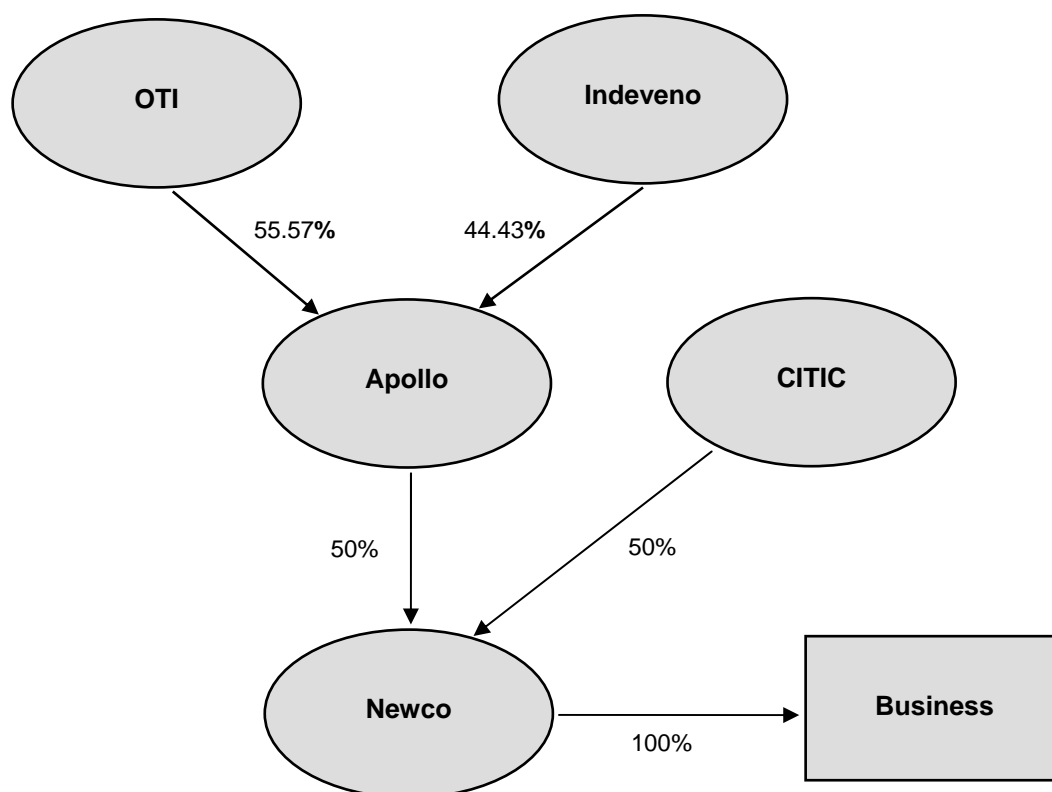 OTI
Indeveno
55.57%
44.43%
Apollo
CITIC
50%
50%
Newco
Business
100%